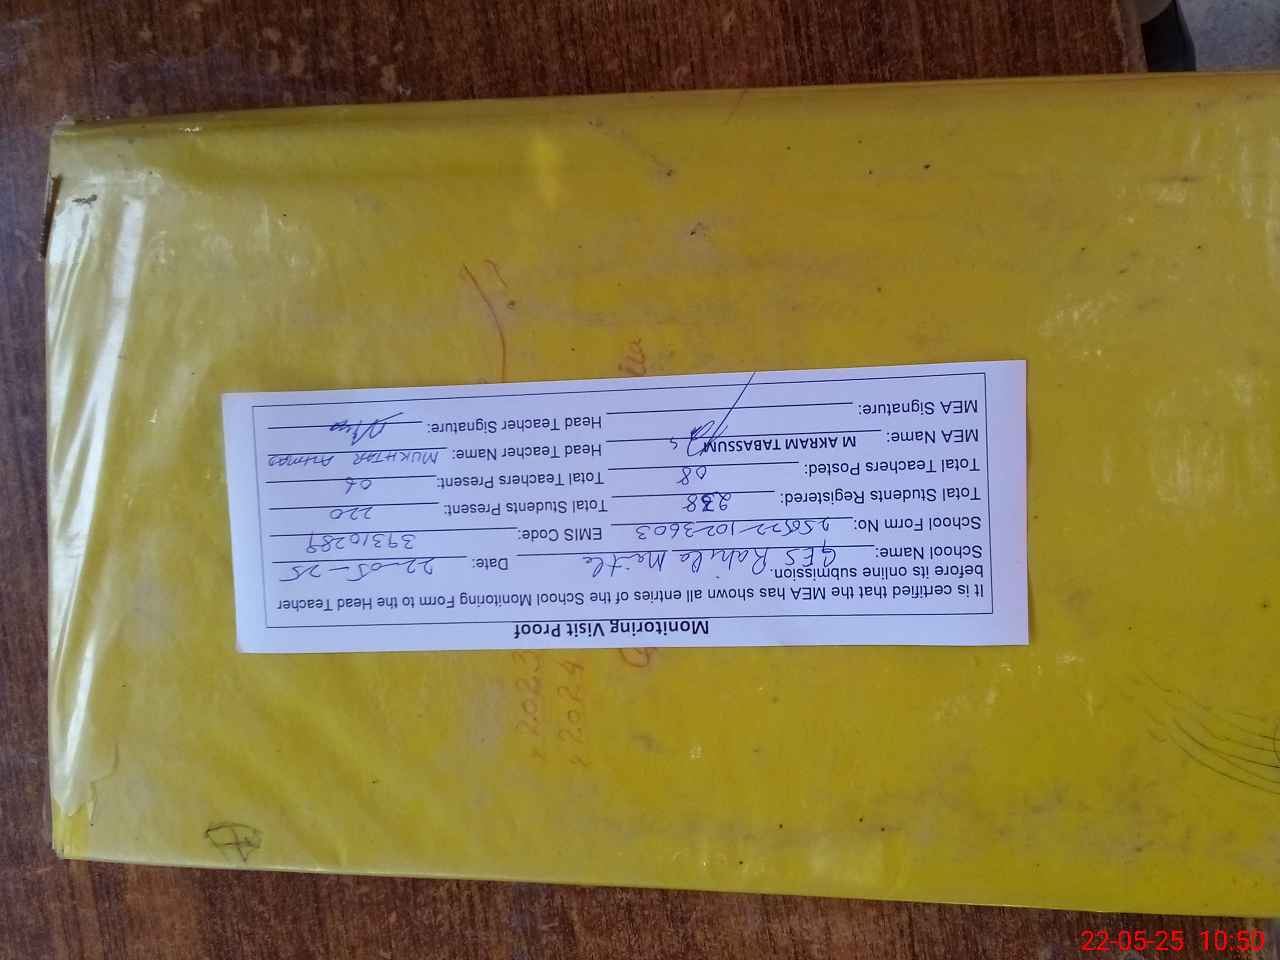 Monitoring Visit Proof
It is certified that the MEA has shown all entries of the School Monitoring Form to the Head Teacher
before its online submission.
School Name: GES Rahila Maitla Date: 22-05-25
School Form No: EMIS Code: 39310289
Total Students Registered: 238 Total Students Present: 220
Total Teachers Posted: 08 Total Teachers Present: 06
MEA Name: M AKRAM TABASSUM Head Teacher Name: MUKHTAR AHMAD
MEA Signature: Head Teacher Signature:
2023
2024
22-05-25 10:50